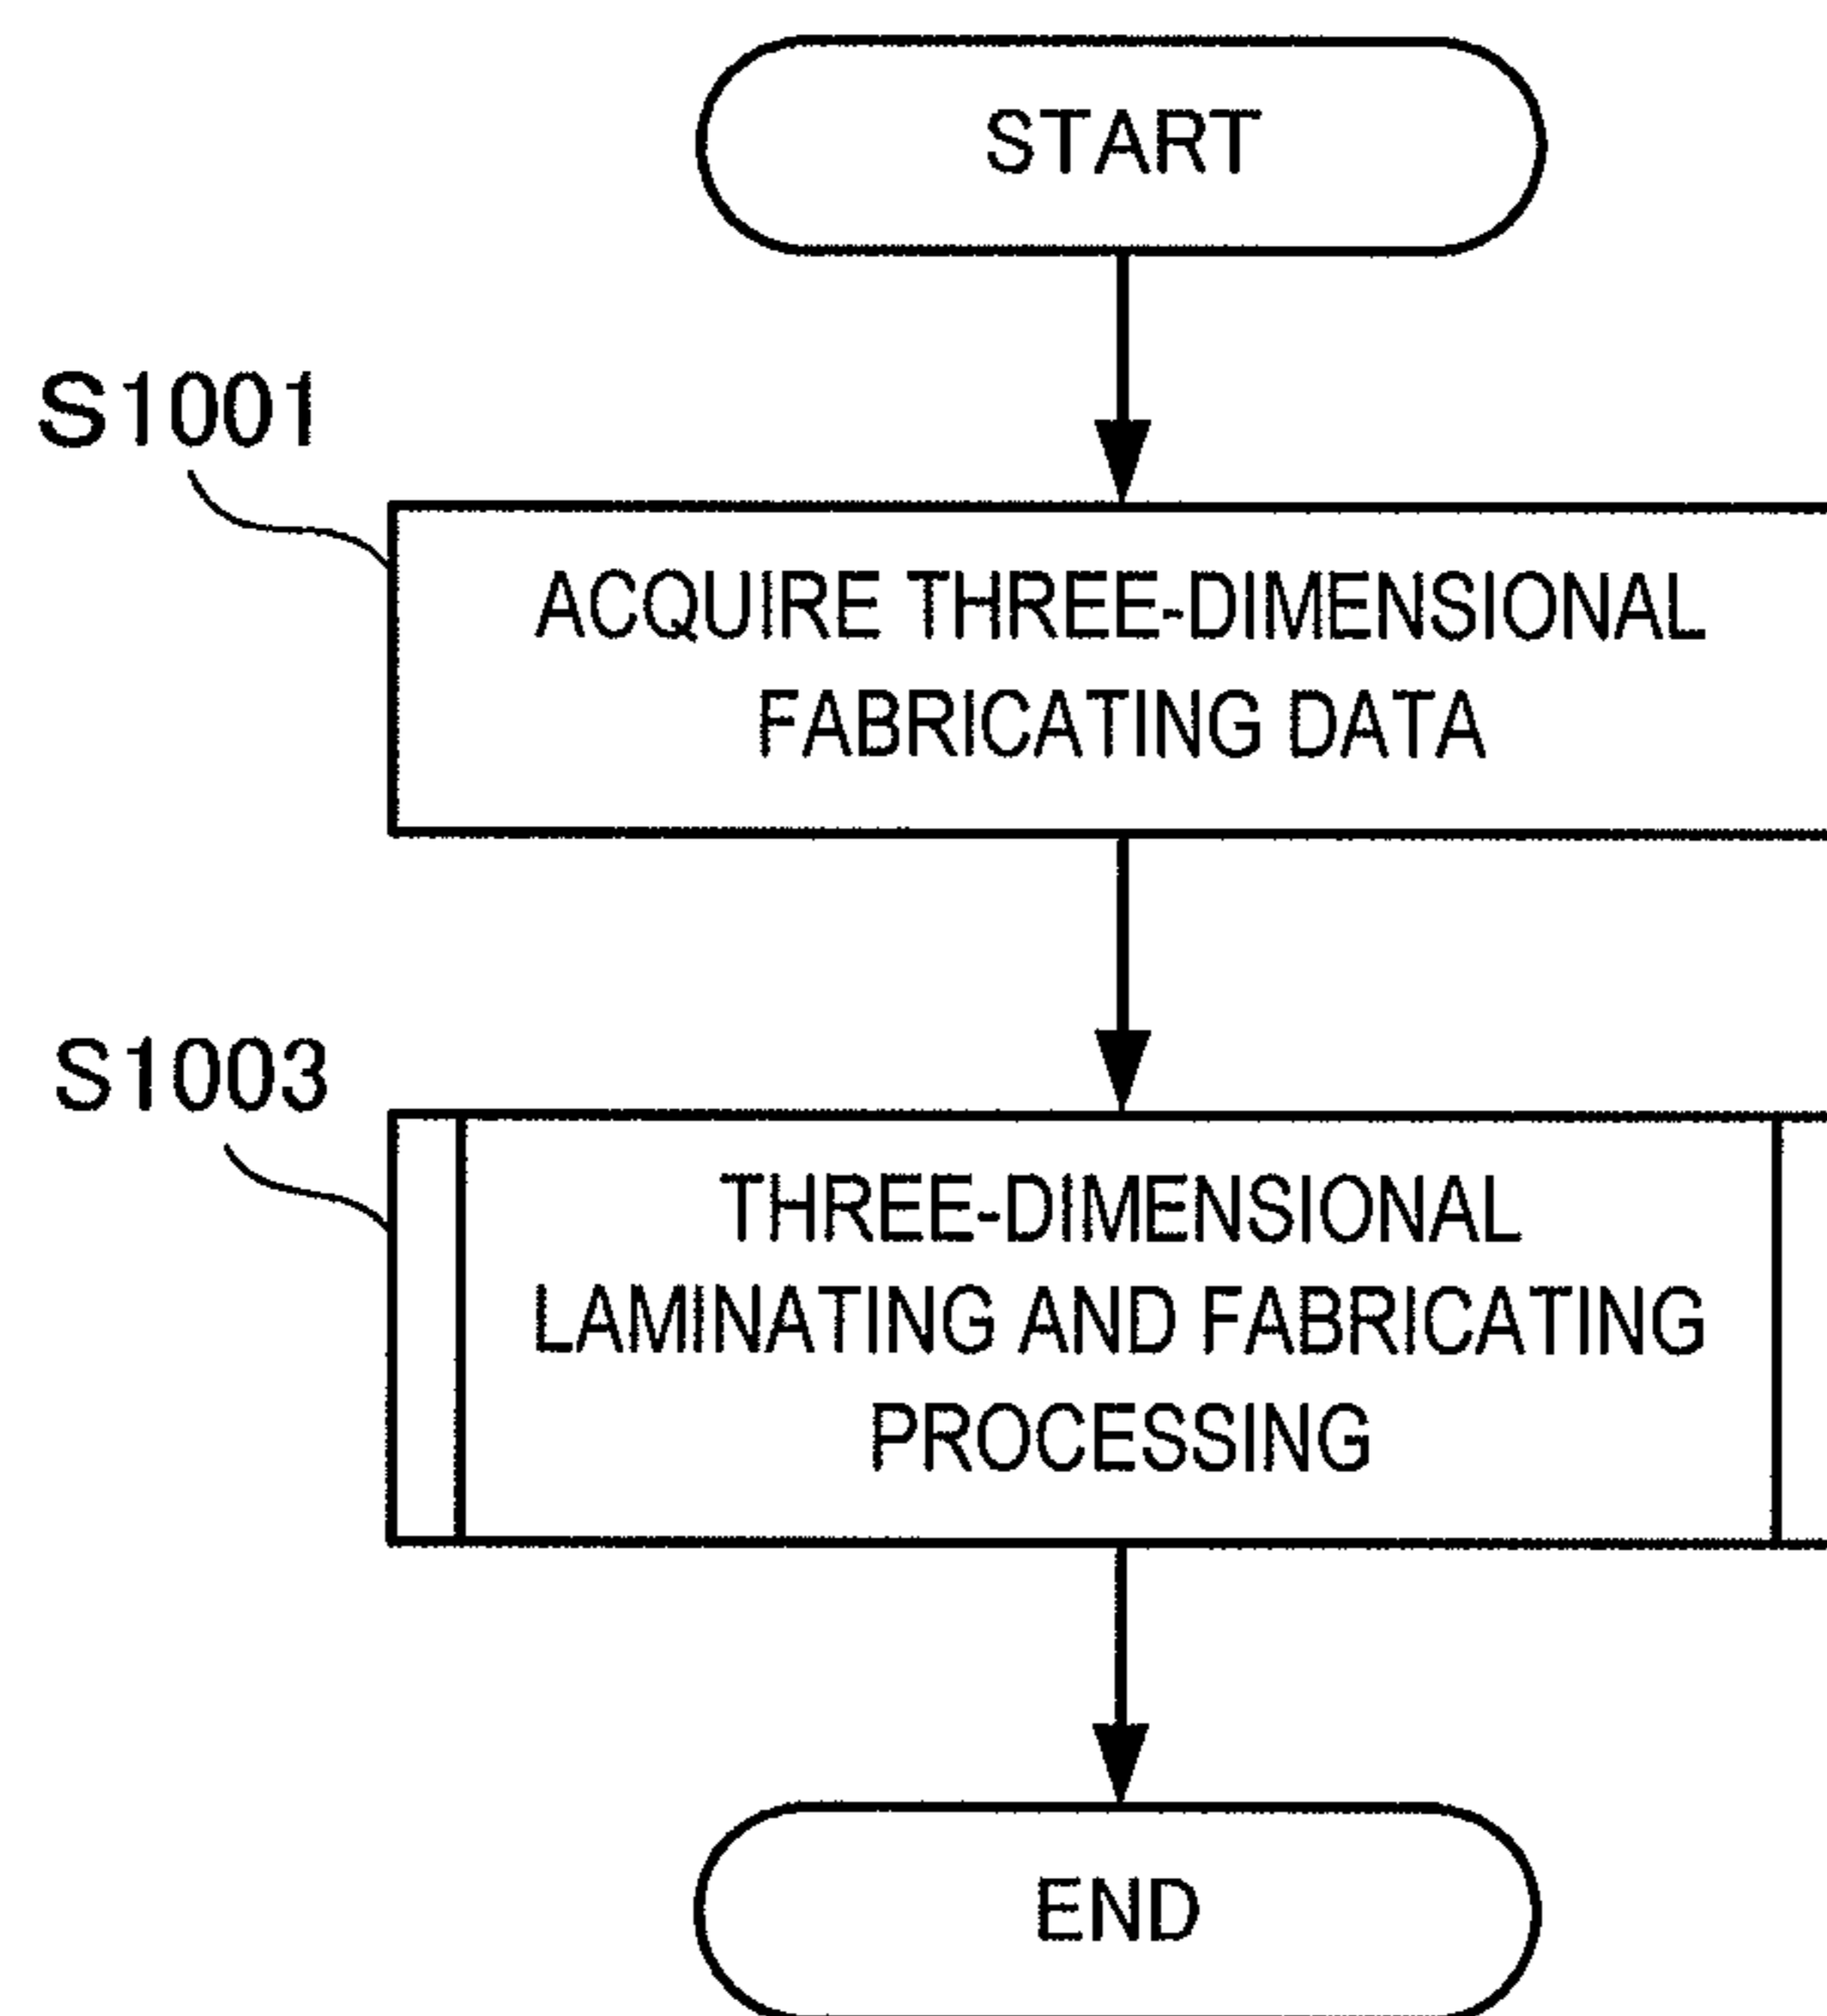 START
S1001
ACQUIRE THREE-DIMENSIONAL
FABRICATING DATA
S1003
THREE-DIMENSIONAL
LAMINATING AND FABRICATING
PROCESSING
END